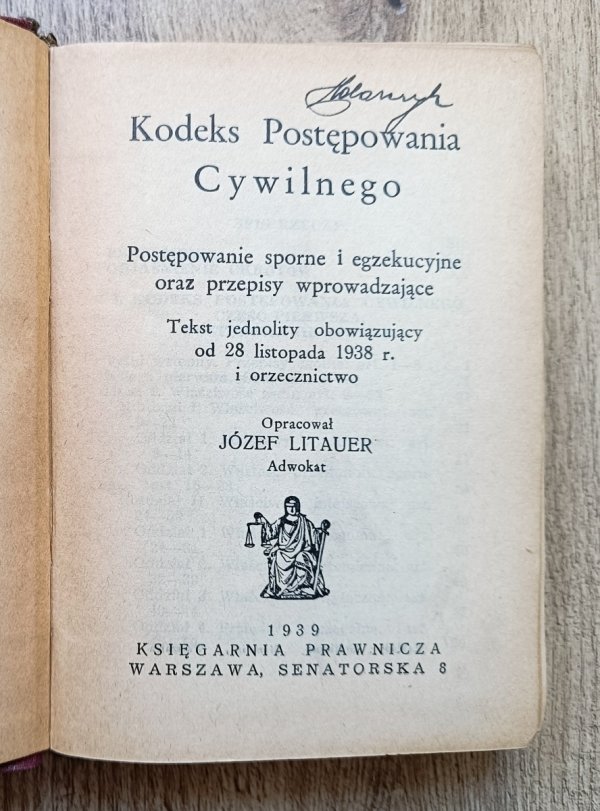 Kodeks Postępowania
Cywilnego
Postępowanie sporne i egzekucyjne
oraz przepisy wprowadzające
Tekst jednolity obowiązujący
od 28 listopada 1938 r.
i orzecznictwo
Opracował
JÓZEF LITAUER
Adwokat
1939
KSIĘGARNIA PRAWNICZA
WARSZAWA, SENATORSKA 8